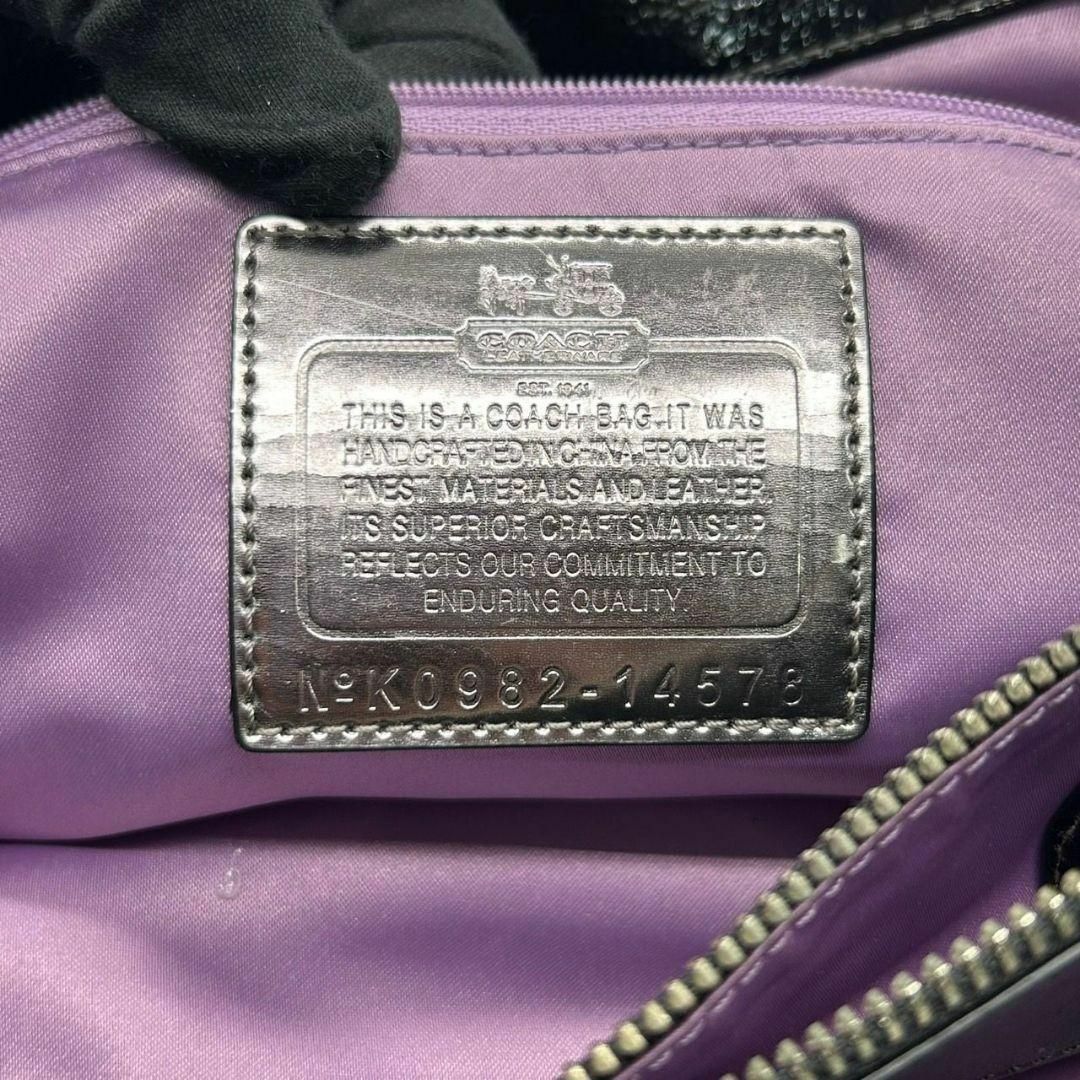 COACH
LEATHERWARE
EST. 1941
THIS IS A COACH BAG. IT WAS
HANDCRAFTED IN CHINA FROM THE
FINEST MATERIALS AND LEATHER.
ITS SUPERIOR CRAFTSMANSHIP
REFLECTS OUR COMMITMENT TO
ENDURING QUALITY.
NºK0982-14578